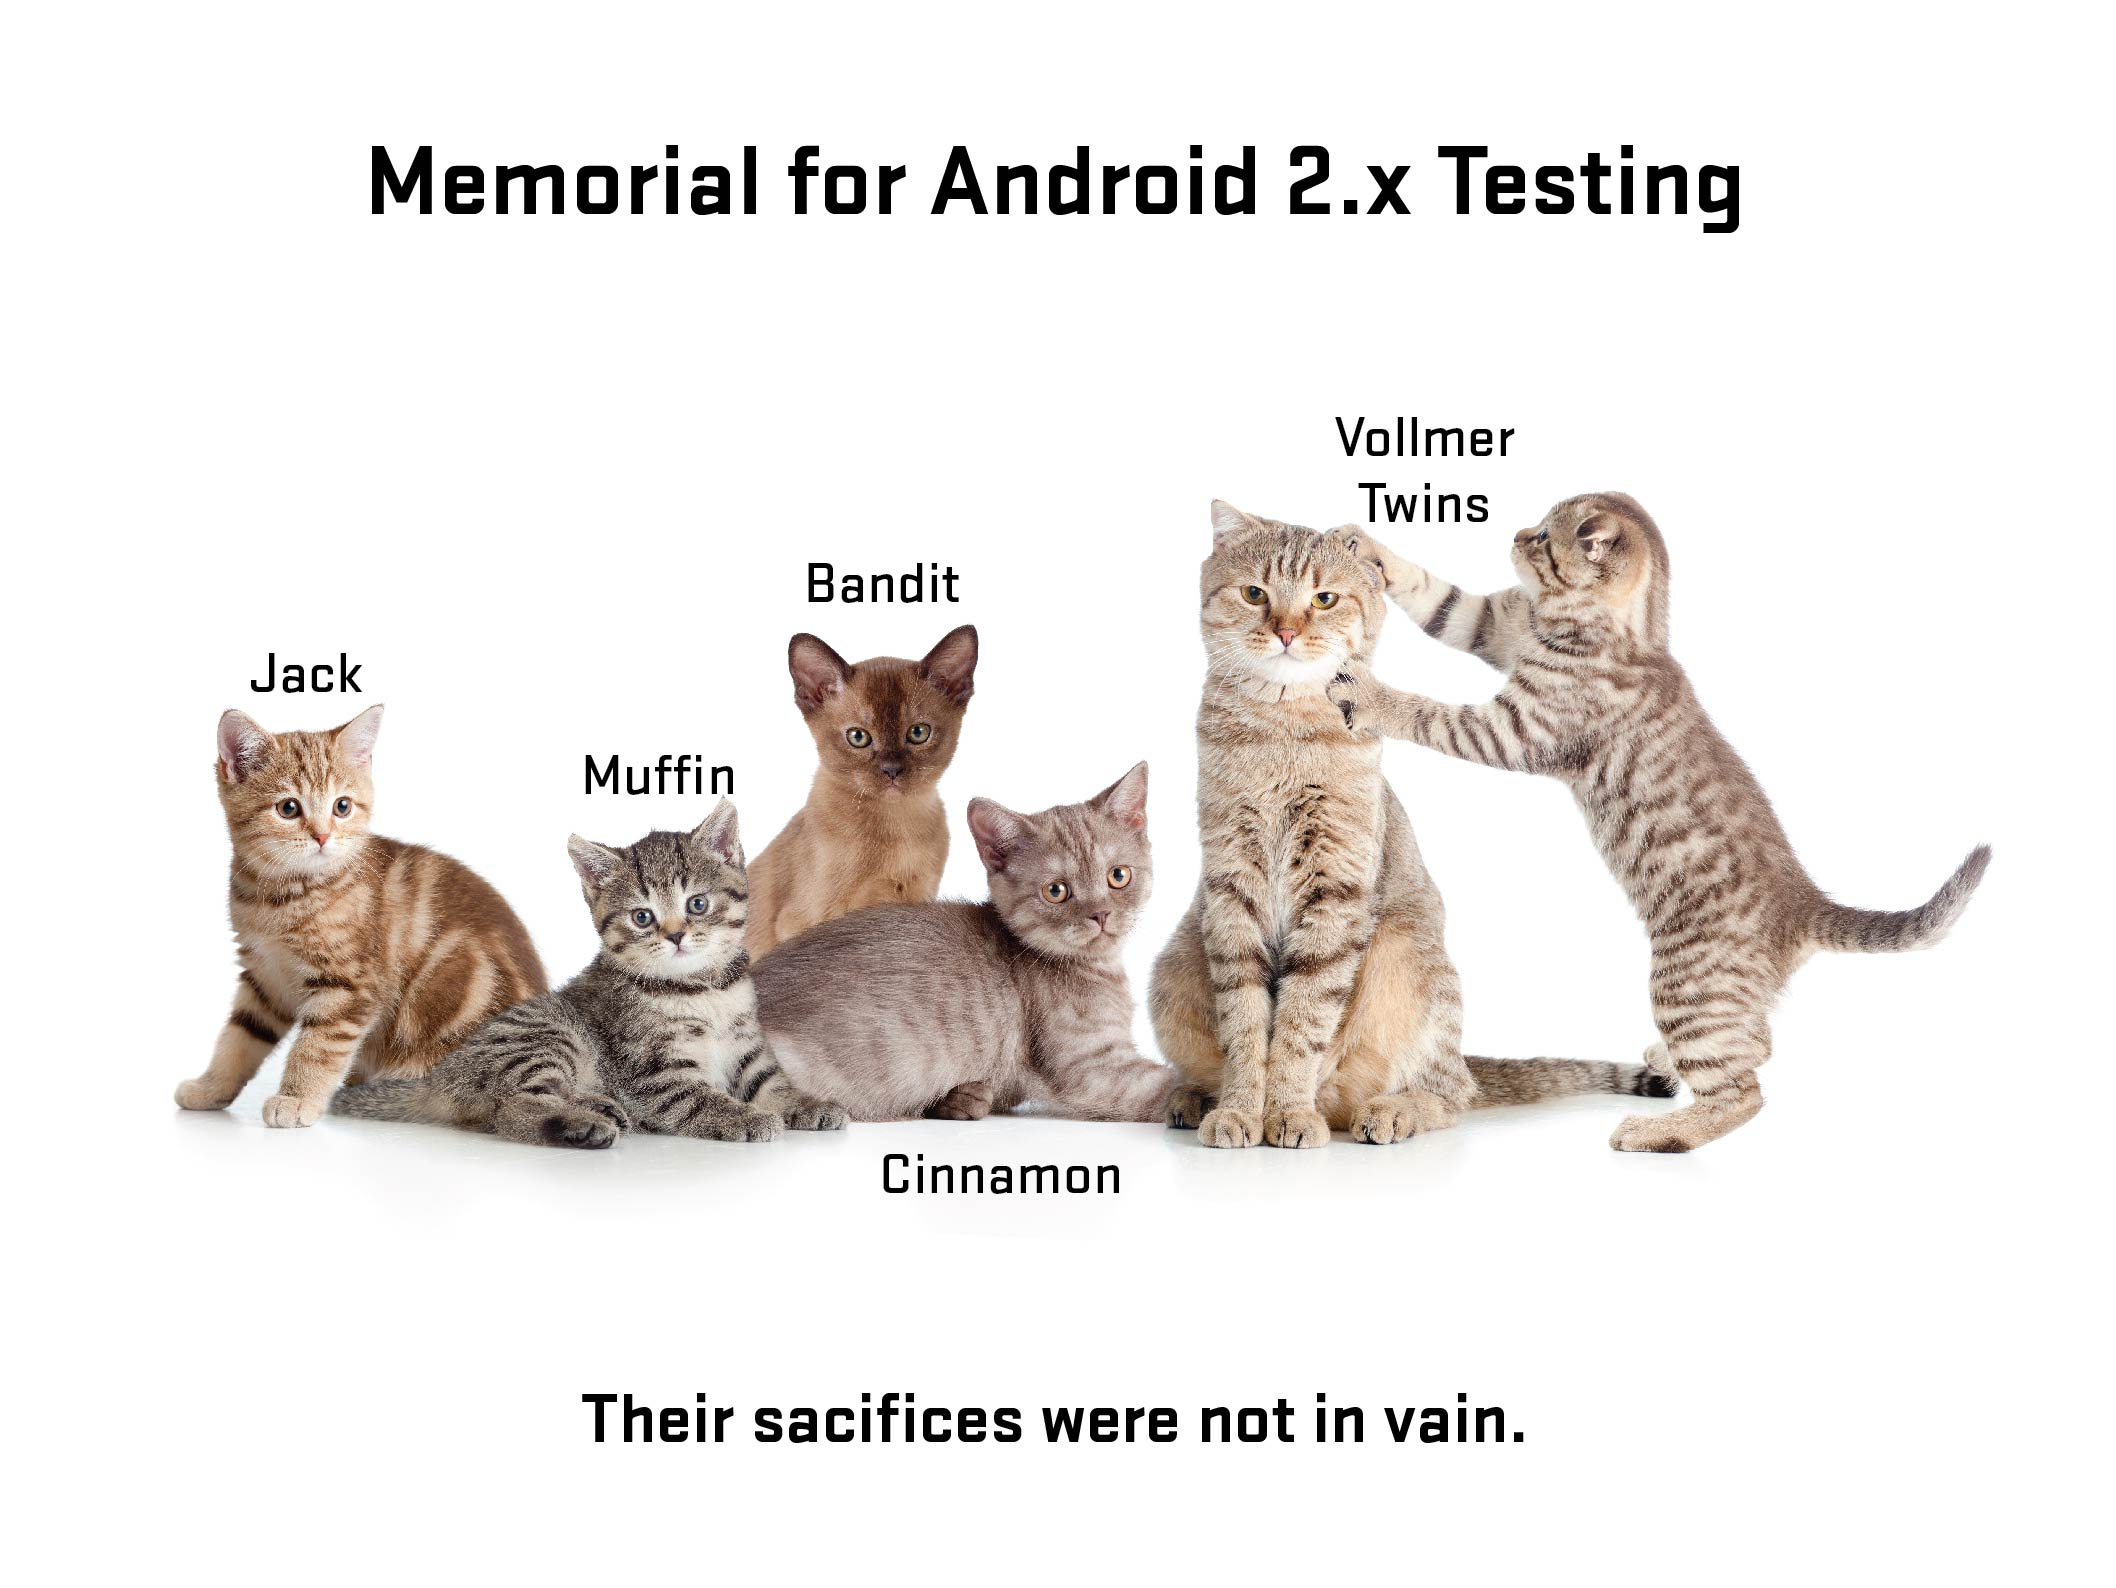 Memorial for Android 2.x Testing
Vollmer
Twins
Bandit
Jack
Muffin
Cinnamon
Their sacifices were not in vain.